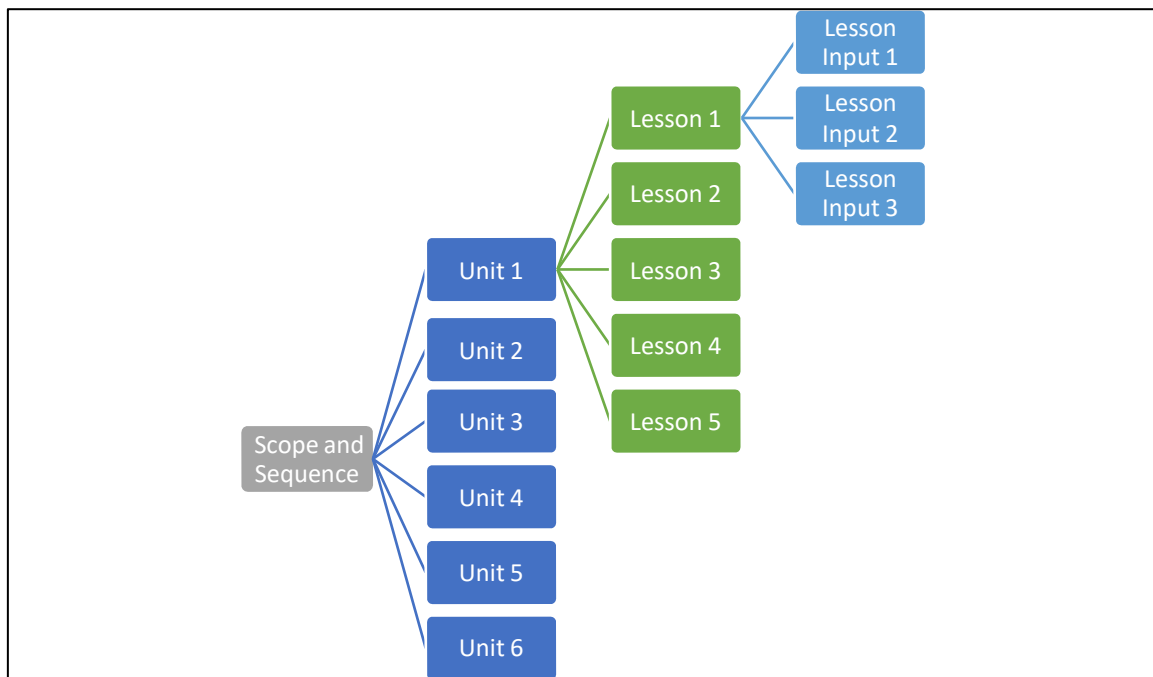 Scope and
Sequence
Unit 1
Unit 2
Unit 3
Unit 4
Unit 5
Unit 6
Lesson 1
Lesson 2
Lesson 3
Lesson 4
Lesson 5
Lesson
Input 1
Lesson
Input 2
Lesson
Input 3